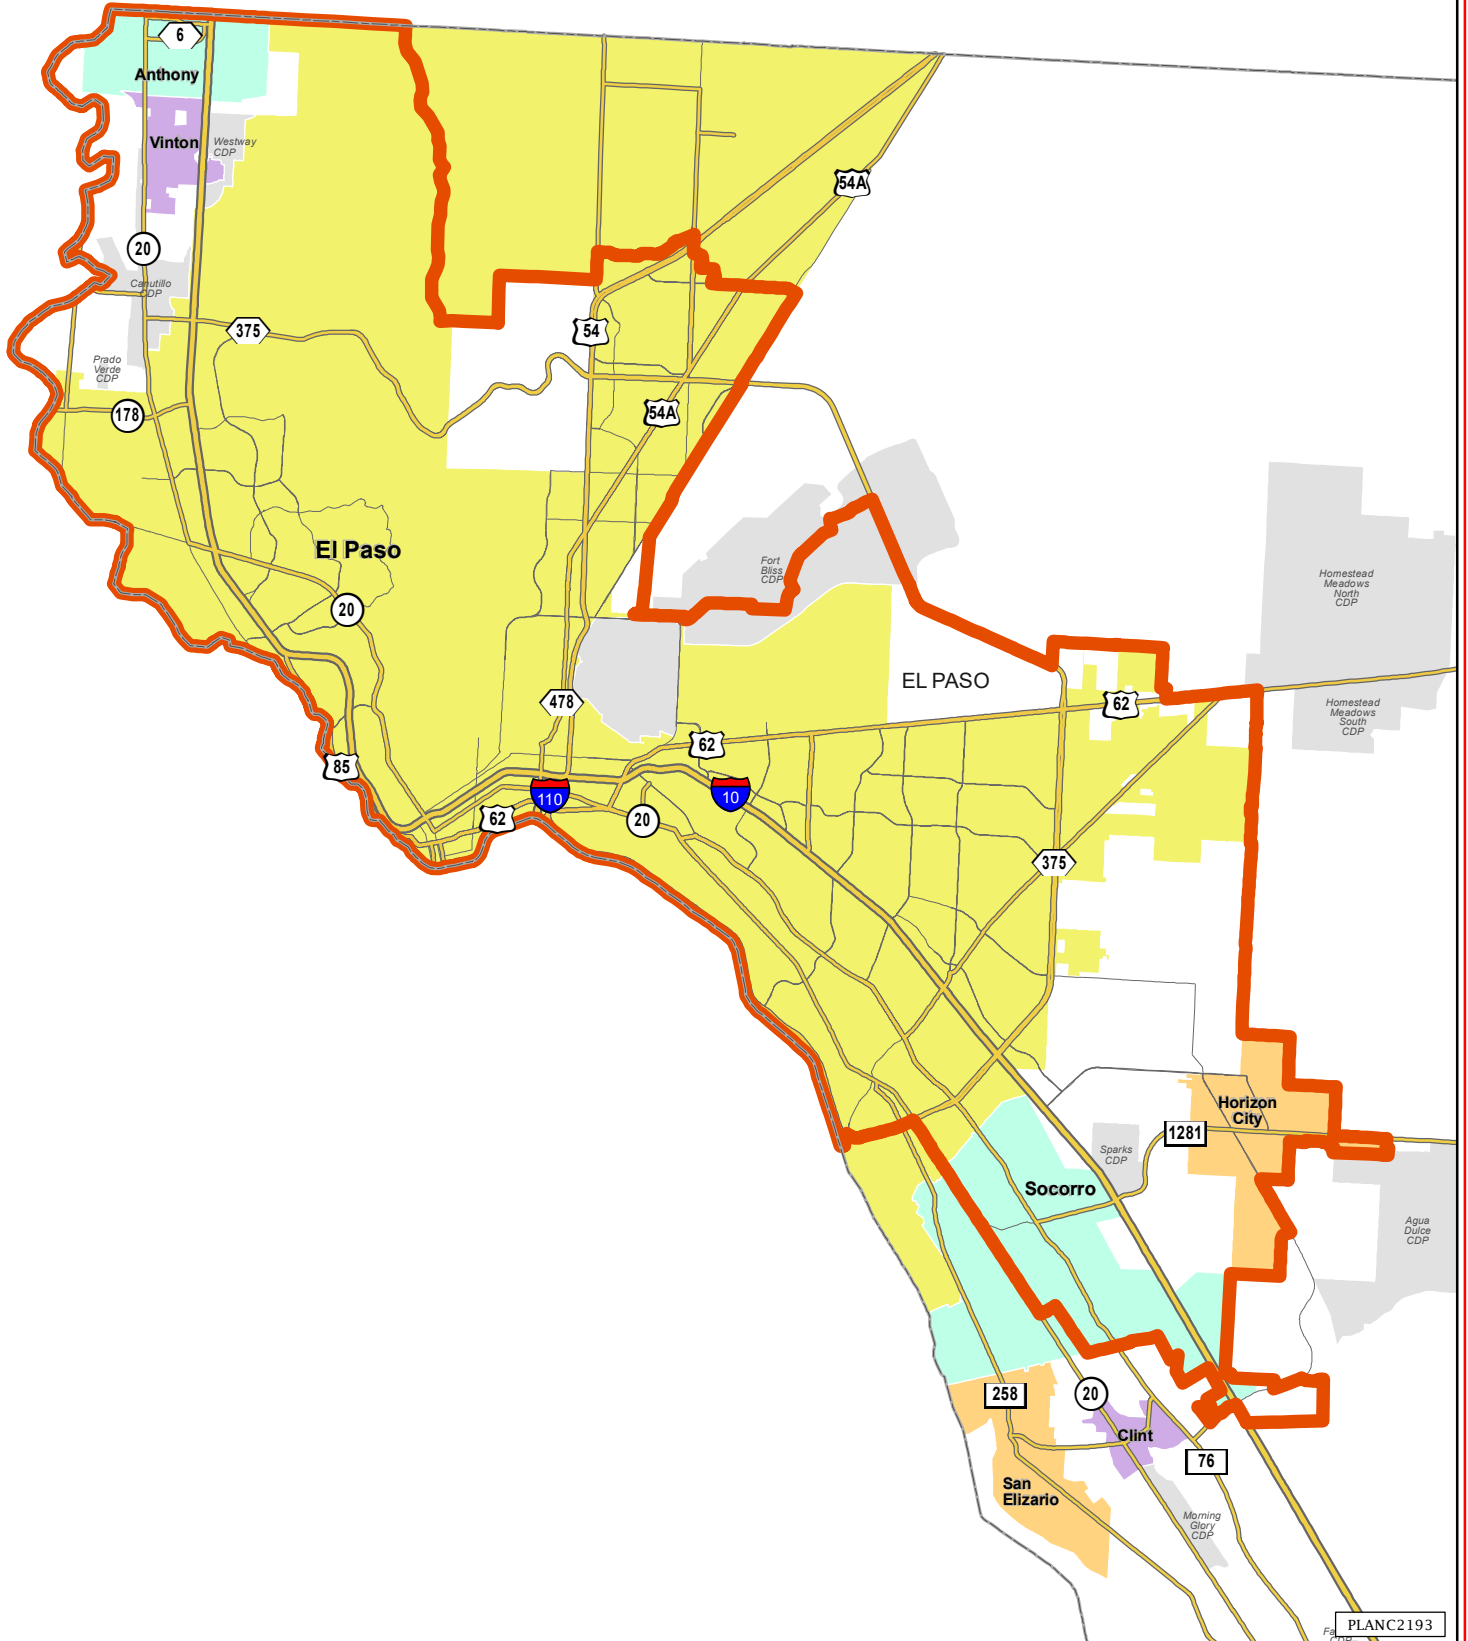 6
Anthony
Vinton
Westway
CDP
54A
20
Canutillo
CDP
375
54
Prado
Verde
CDP
178
54A
El Paso
Fort
Bliss
CDP
Homestead
Meadows
North
CDP
20
EL PASO
478
62
Homestead
Meadows
South
CDP
62
85
110
10
62
20
375
Horizon
City
1281
Sparks
CDP
Socorro
Agua
Dulce
CDP
258
20
Clint
76
San
Elizario
Morning
Glory
CDP
PLANC2193